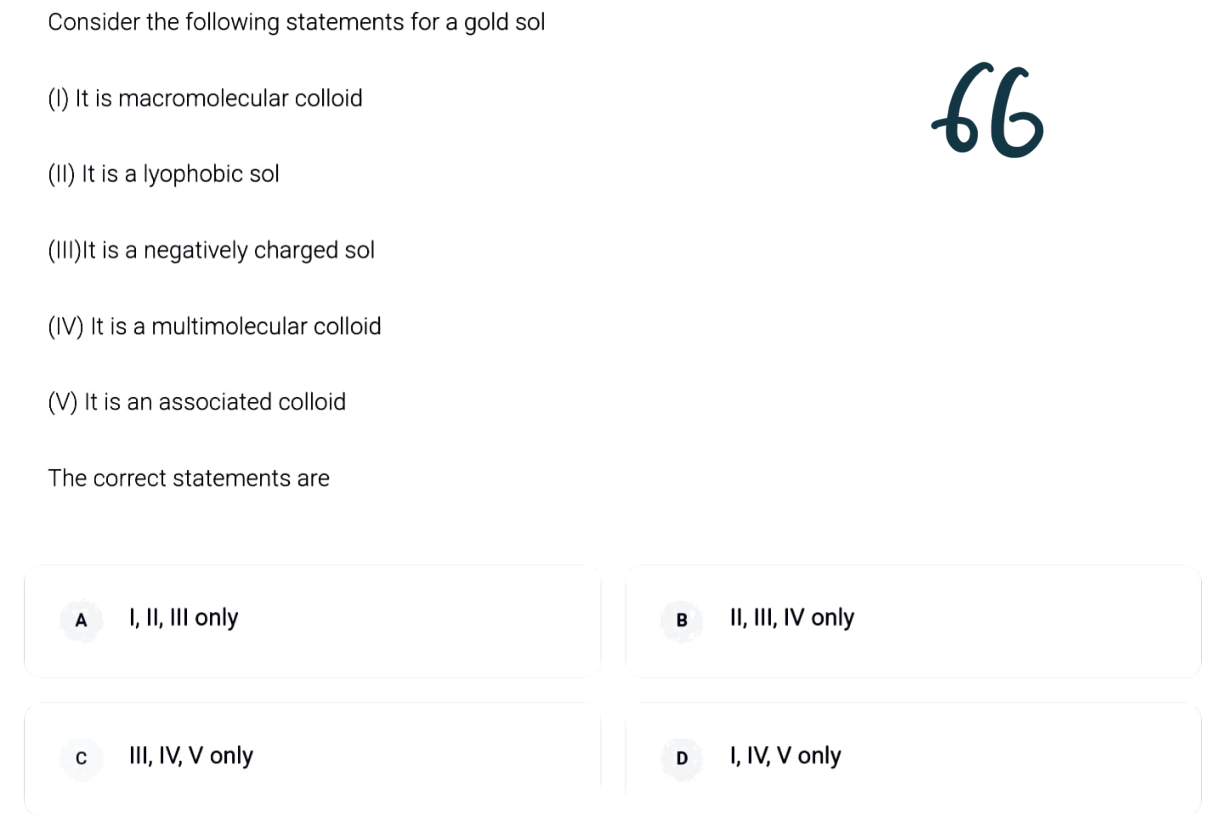 Consider the following statements for a gold sol
66
(I) It is macromolecular colloid
(II) It is a lyophobic sol
(III)It is a negatively charged sol
(IV) It is a multimolecular colloid
(V) It is an associated colloid
The correct statements are
A I, II, III only
B II, III, IV only
C III, IV, V only
D I, IV, V only